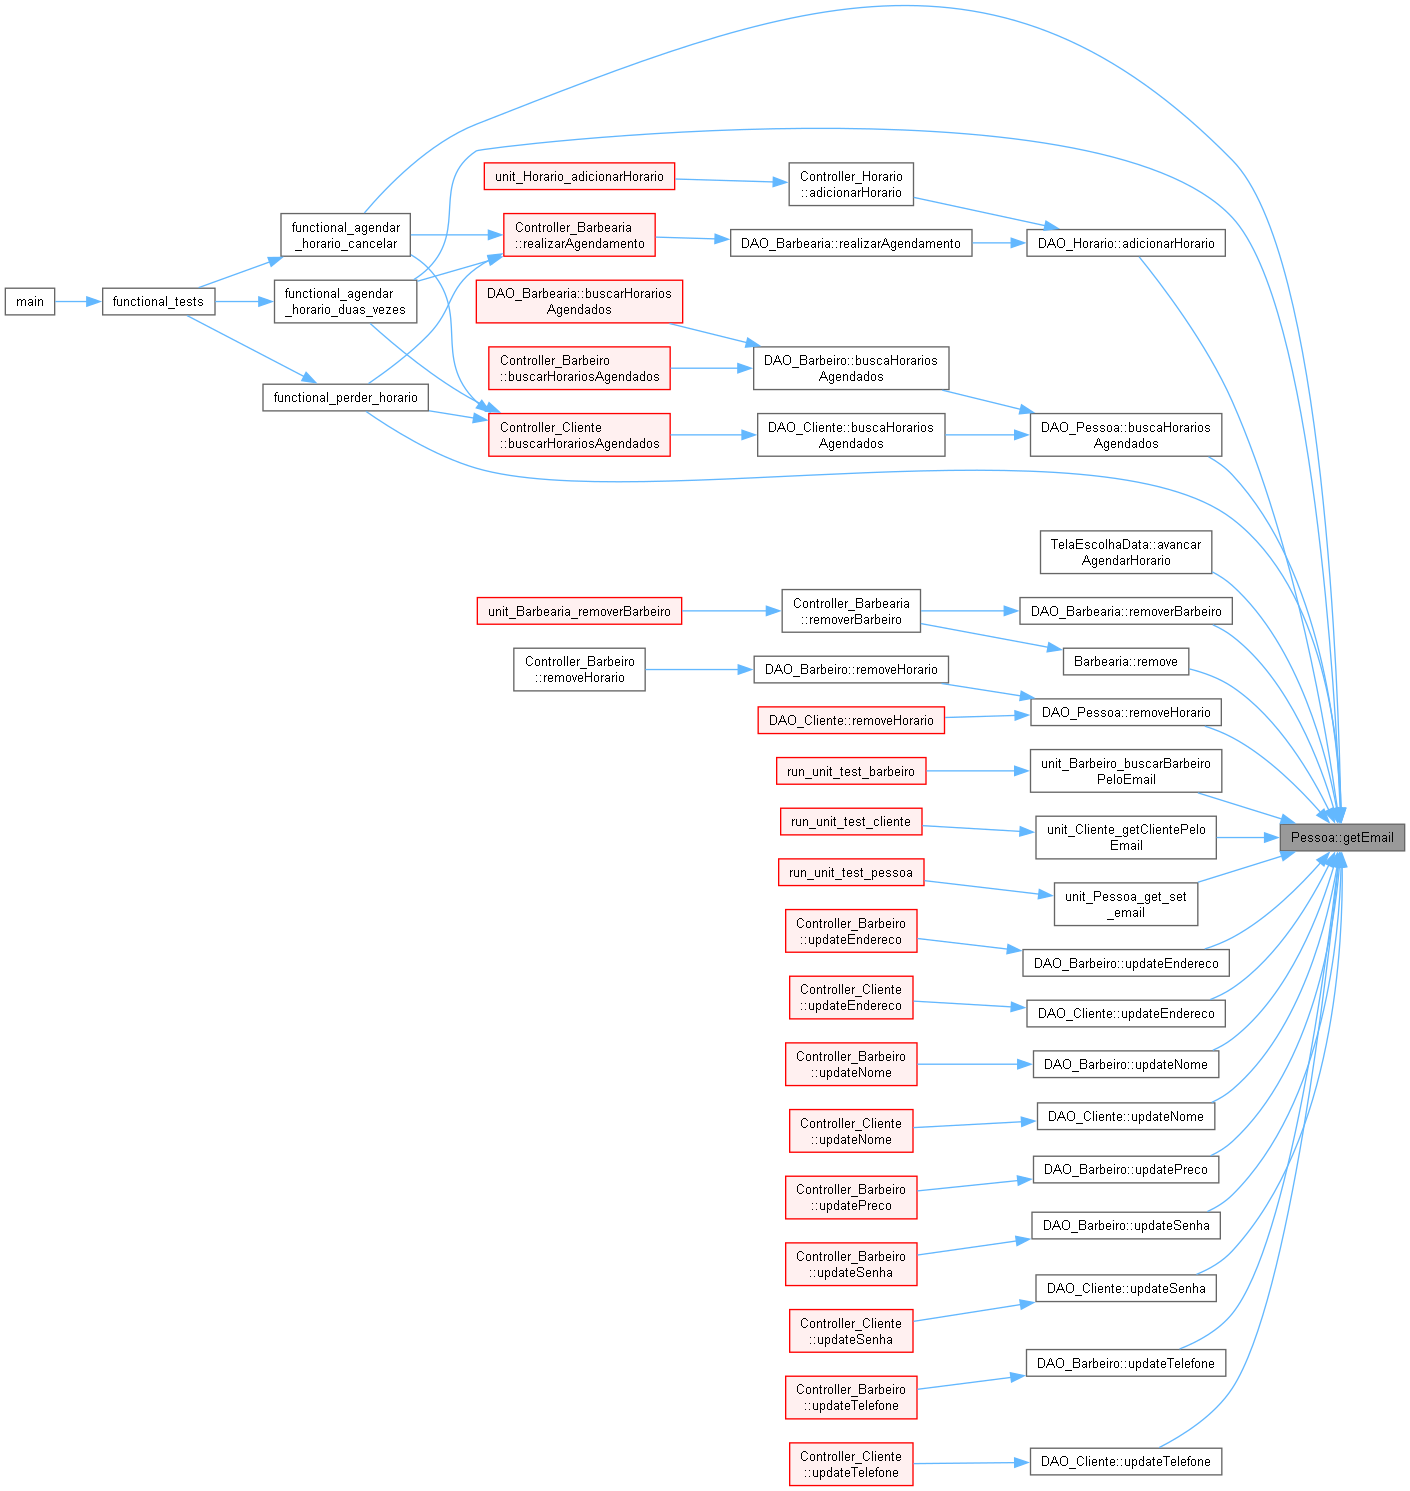 main
functional_tests
functional_agendar
_horario_cancelar
functional_agendar
_horario_duas_vezes
functional_perder_horario
unit_Horario_adicionarHorario
Controller_Barbearia
::realizarAgendamento
DAO_Barbearia::buscarHorarios
Agendados
Controller_Barbeiro
::buscarHorariosAgendados
Controller_Cliente
::buscarHorariosAgendados
Controller_Horario
::adicionarHorario
DAO_Barbearia::realizarAgendamento
DAO_Barbeiro::buscaHorarios
Agendados
DAO_Cliente::buscaHorarios
Agendados
DAO_Horario::adicionarHorario
DAO_Pessoa::buscaHorarios
Agendados
TelaEscolhaData::avancar
AgendarHorario
unit_Barbearia_removerBarbeiro
Controller_Barbearia
::removerBarbeiro
DAO_Barbearia::removerBarbeiro
Barbearia::remove
Controller_Barbeiro
::removeHorario
DAO_Barbeiro::removeHorario
DAO_Cliente::removeHorario
DAO_Pessoa::removeHorario
run_unit_test_barbeiro
unit_Barbeiro_buscarBarbeiro
PeloEmail
run_unit_test_cliente
unit_Cliente_getClientePelo
Email
Pessoa::getEmail
run_unit_test_pessoa
unit_Pessoa_get_set
_email
Controller_Barbeiro
::updateEndereco
DAO_Barbeiro::updateEndereco
Controller_Cliente
::updateEndereco
DAO_Cliente::updateEndereco
Controller_Barbeiro
::updateNome
DAO_Barbeiro::updateNome
Controller_Cliente
::updateNome
DAO_Cliente::updateNome
Controller_Barbeiro
::updatePreco
DAO_Barbeiro::updatePreco
Controller_Barbeiro
::updateSenha
DAO_Barbeiro::updateSenha
Controller_Cliente
::updateSenha
DAO_Cliente::updateSenha
Controller_Barbeiro
::updateTelefone
DAO_Barbeiro::updateTelefone
Controller_Cliente
::updateTelefone
DAO_Cliente::updateTelefone